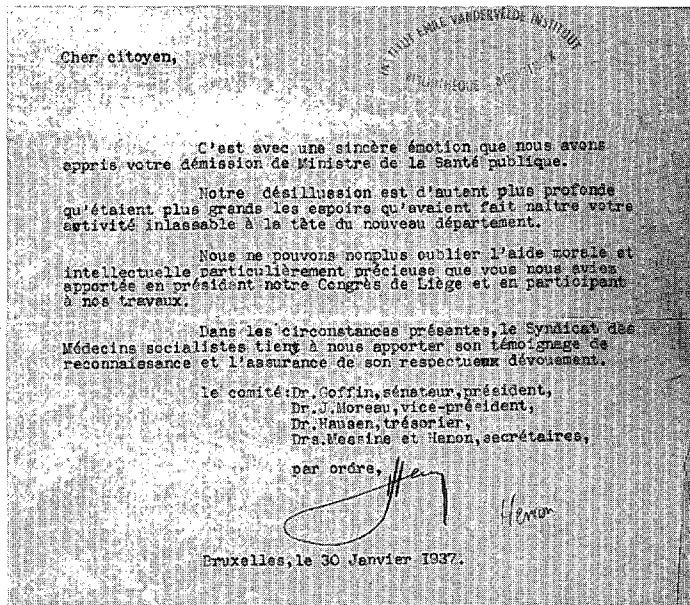 INSTITUT EMILE VANDERVELDE INSTITUUT
Cher citoyen,
C'est avec une sincère émotion que nous avons
appris votre démission de Ministre de la Santé publique.
Notre désillussion est d'autant plus profonde
qu'étaient plus grands les espoirs qu'avaient fait naître votre
activité inlassable à la tête du nouveau département.
Nous ne pouvons nonplus oublier l'aide morale et
intellectuelle particulièrement précieuse que vous nous aviez
apportée en présidant notre Congrès de Liège et en participant
à nos travaux.
Dans les circonstances présentes, le Syndicat des
Médecins socialistes tient à nous apporter son témoignage de
reconnaissance et l'assurance de son respectueux dévouement.
le comité:Dr.Goffin,sénateur,président,
Dr.J.Moreau,vice-président,
Dr.Hausen,trésorier,
Drs.Messine et Henon,secrétaires,
par ordre,
Henon
Bruxelles,le 30 Janvier 1937.